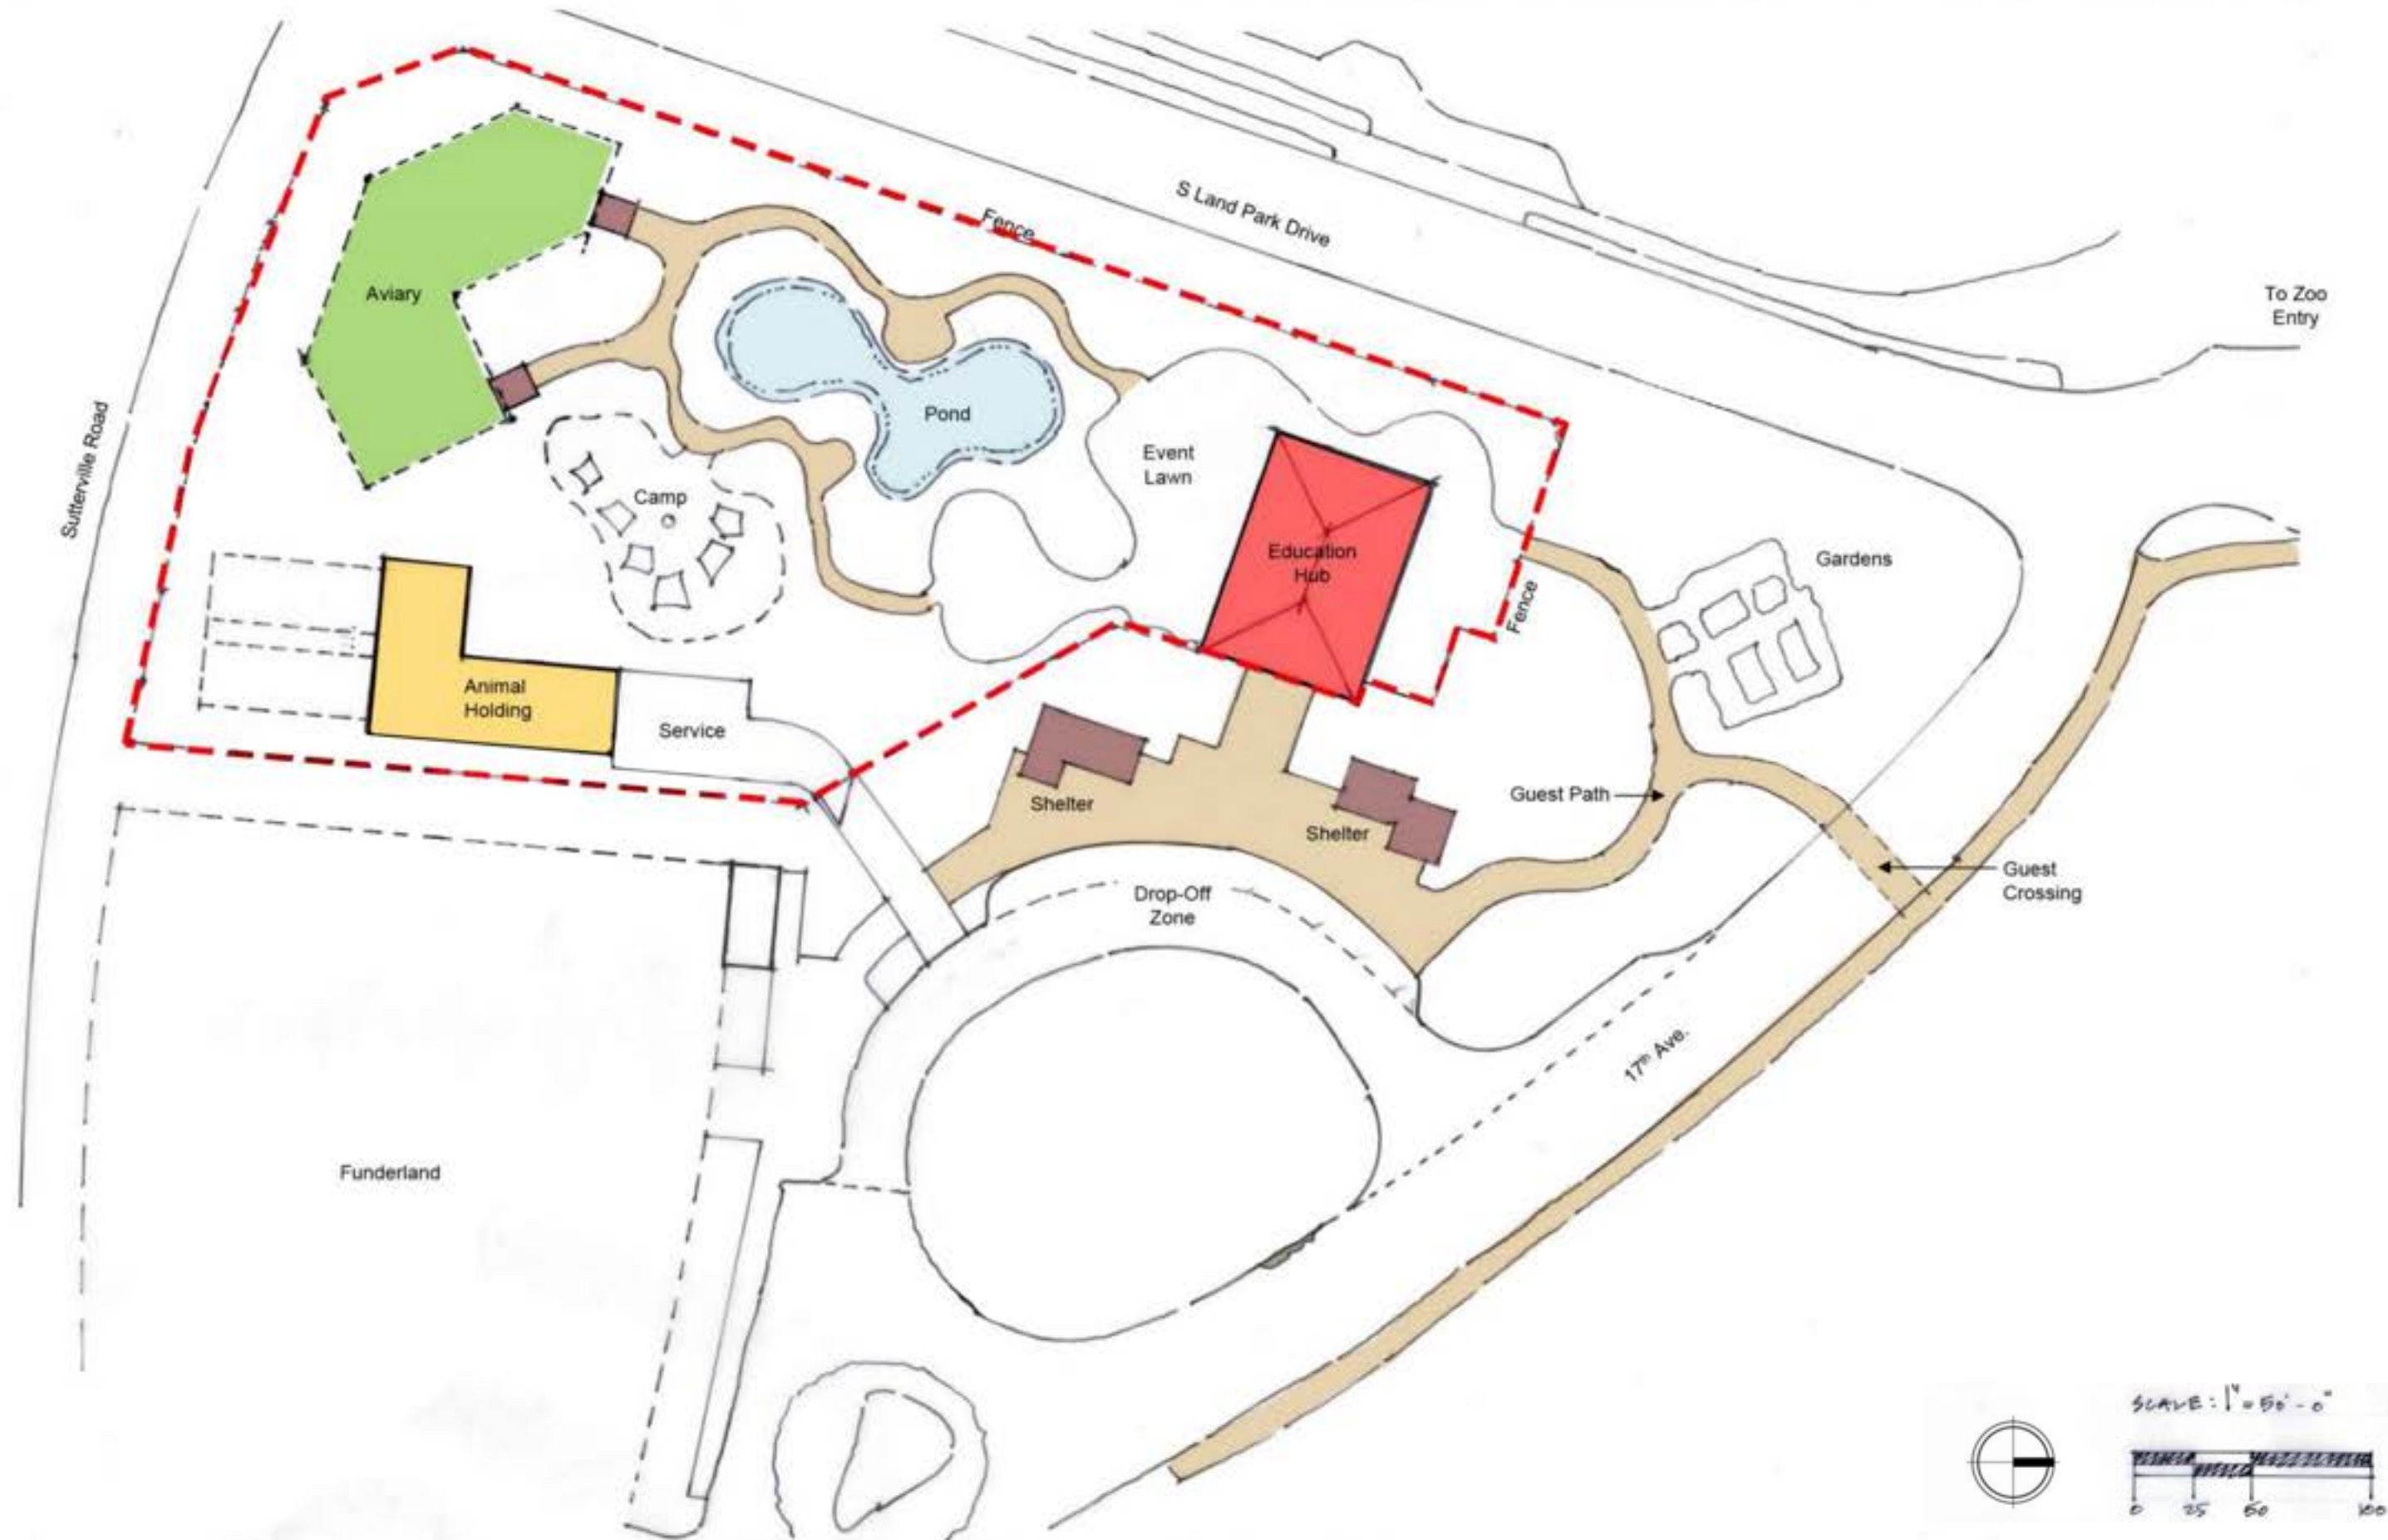 S Land Park Drive
Fence
To Zoo
Entry
Aviary
Pond
Event
Lawn
Sutterville Road
Camp
Education
Hub
Gardens
Fence
Animal
Holding
Service
Guest Path
Shelter
Shelter
Guest
Crossing
Drop-Off
Zone
17th Ave.
Funderland
SCALE: 1" = 50'-0"
0 25 50 100